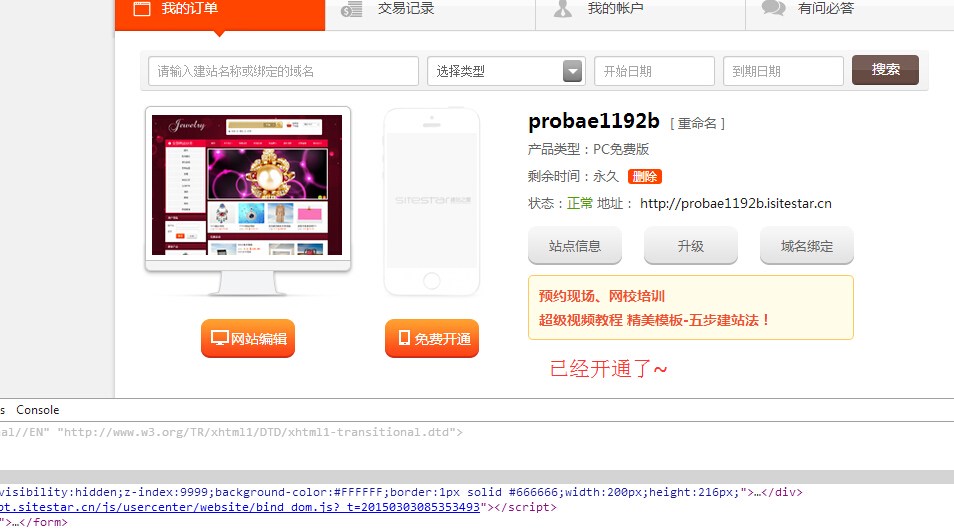 我的订单
交易记录
我的帐户
有问必答
请输入建站名称或绑定的域名
选择类型
开始日期
到期日期
搜索
Jewelry
sitestar
probae1192b [ 重命名 ]
产品类型：PC免费版
剩余时间：永久 删除
状态：正常 地址： http://probae1192b.isitestar.cn
站点信息
升级
域名绑定
预约现场、网校培训
超级视频教程 精美模板-五步建站法！
网站编辑
免费开通
已经开通了~
s Console
al//EN" "http://www.w3.org/TR/xhtml1/DTD/xhtml1-transitional.dtd">
visibility:hidden;z-index:9999;background-color:#FFFFFF;border:1px solid #666666;width:200px;height:216px;">…</div>
pt.sitestar.cn/js/usercenter/website/bind_dom.js?_t=20150303085353493"></script>
">…</form>